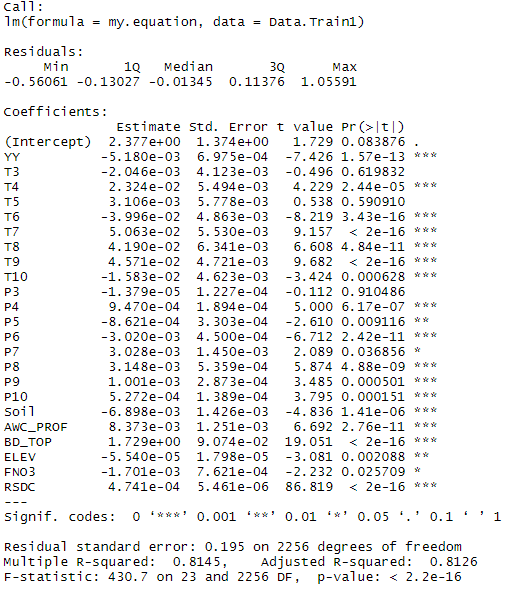 Call:
lm(formula = my.equation, data = Data.Train1)
Residuals:
Min 1Q Median 3Q Max
-0.56061 -0.13027 -0.01345 0.11376 1.05591
Coefficients:
Estimate Std. Error t value Pr(>|t|)
(Intercept) 2.377e+00 1.374e+00 1.729 0.083876 .
YY -5.180e-03 6.975e-04 -7.426 1.57e-13 ***
T3 -2.046e-03 4.123e-03 -0.496 0.619832
T4 2.324e-02 5.494e-03 4.229 2.44e-05 ***
T5 3.106e-03 5.778e-03 0.538 0.590910
T6 -3.996e-02 4.863e-03 -8.219 3.43e-16 ***
T7 5.063e-02 5.530e-03 9.157 < 2e-16 ***
T8 4.190e-02 6.341e-03 6.608 4.84e-11 ***
T9 4.571e-02 4.721e-03 9.682 < 2e-16 ***
T10 -1.583e-02 4.623e-03 -3.424 0.000628 ***
P3 -1.379e-05 1.227e-04 -0.112 0.910486
P4 9.470e-04 1.894e-04 5.000 6.17e-07 ***
P5 -8.621e-04 3.303e-04 -2.610 0.009116 **
P6 -3.020e-03 4.500e-04 -6.712 2.42e-11 ***
P7 3.028e-03 1.450e-03 2.089 0.036856 *
P8 3.148e-03 5.359e-04 5.874 4.88e-09 ***
P9 1.001e-03 2.873e-04 3.485 0.000501 ***
P10 5.272e-04 1.389e-04 3.795 0.000151 ***
Soil -6.898e-03 1.426e-03 -4.836 1.41e-06 ***
AWC_PROF 8.373e-03 1.251e-03 6.692 2.76e-11 ***
BD_TOP 1.729e+00 9.074e-02 19.051 < 2e-16 ***
ELEV -5.540e-05 1.798e-05 -3.081 0.002088 **
FNO3 -1.701e-03 7.621e-04 -2.232 0.025709 *
RSDC 4.741e-04 5.461e-06 86.819 < 2e-16 ***
---
Signif. codes: 0 ‘***’ 0.001 ‘**’ 0.01 ‘*’ 0.05 ‘.’ 0.1 ‘ ’ 1
Residual standard error: 0.195 on 2256 degrees of freedom
Multiple R-squared: 0.8145, Adjusted R-squared: 0.8126
F-statistic: 430.7 on 23 and 2256 DF, p-value: < 2.2e-16